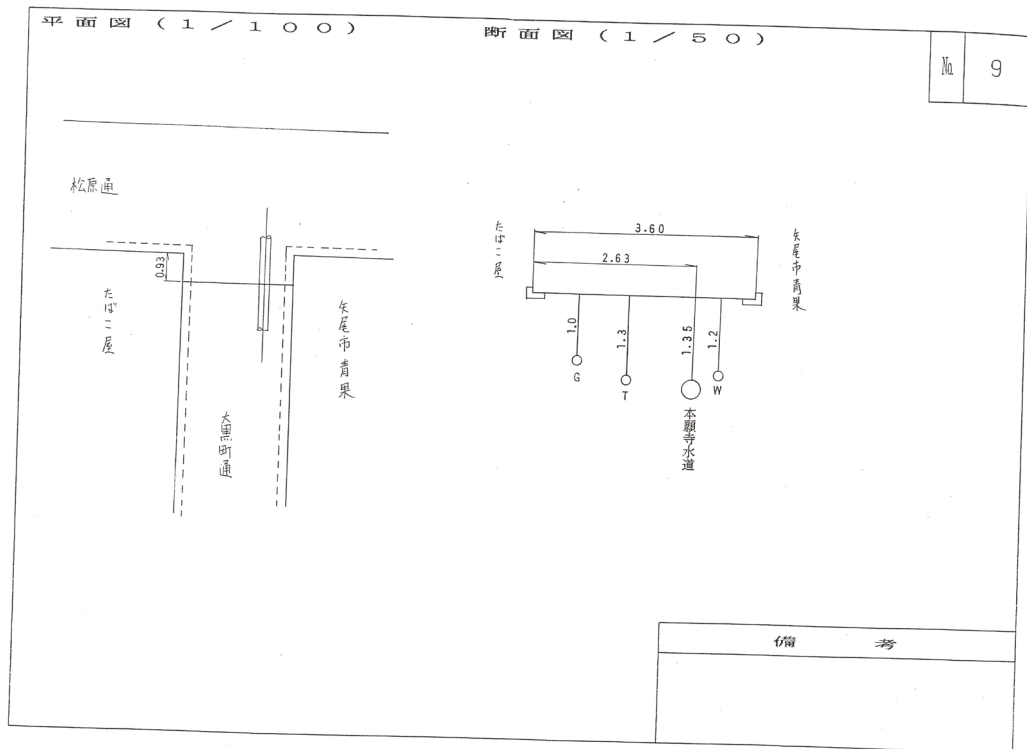 平面図(1/100)
断面図(1/50)
No. 9
松原通
0.93
たばこ屋
矢尾市青果
大黒町通
たばこ屋
3.60
2.63
矢尾市青果
1.0
1.3
1.35
1.2
G
T
W
本願寺水道
備考